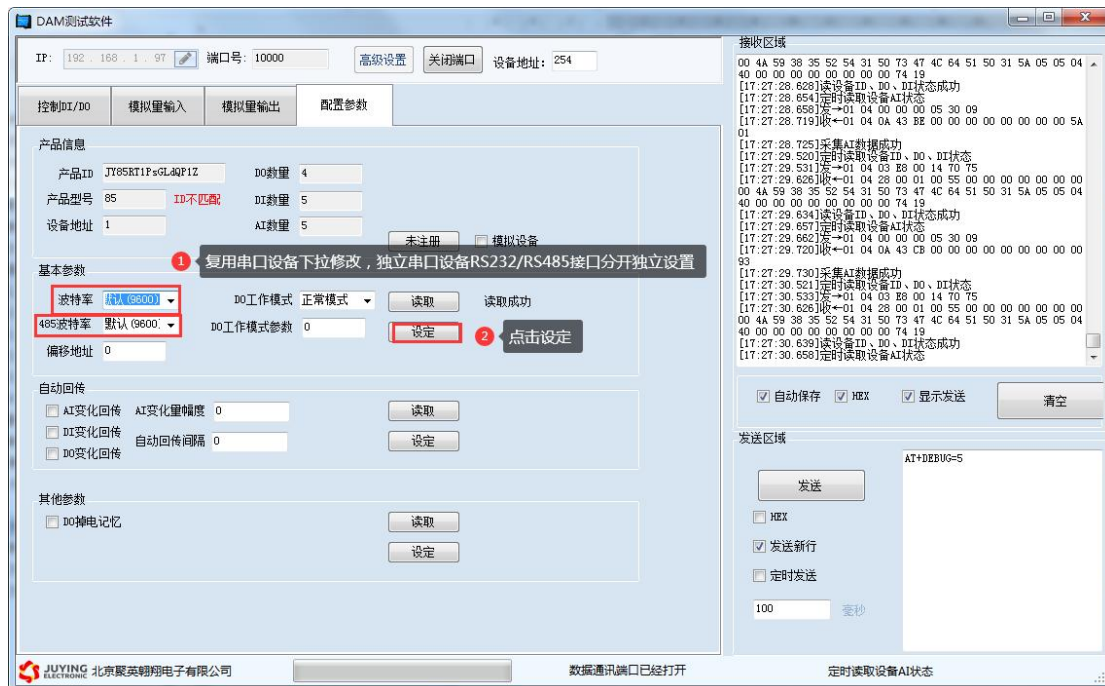 DAM测试软件
IP: 192 . 168 . 1 . 97 端口号: 10000 高级设置 关闭端口 设备地址: 254
控制DI/DO 模拟量输入 模拟量输出 配置参数
产品信息
产品ID JY85RT1PsGLdQP1Z DO数量 4
产品型号 85 ID不匹配 DI数量 5
设备地址 1 AI数量 5
未注册 模拟设备
1 复用串口设备下拉修改，独立串口设备RS232/RS485接口分开独立设置
基本参数
波特率 默认(9600) DO工作模式 正常模式 读取 读取成功
485波特率 默认(9600) DO工作模式参数 0 设定 2 点击设定
偏移地址 0
自动回传
AI变化回传 AI变化量幅度 0 读取
DI变化回传 自动回传间隔 0 设定
DO变化回传
其他参数
DO掉电记忆 读取
设定
接收区域
00 4A 59 38 35 52 54 31 50 73 47 4C 64 51 50 31 5A 05 05 04
40 00 00 00 00 00 00 00 74 19
[17:27:28.628]读设备ID、DO、DI状态成功
[17:27:28.654]定时读取设备AI状态
[17:27:28.658]发→01 04 00 00 00 05 30 09
[17:27:28.719]收←01 04 0A 43 BE 00 00 00 00 00 00 00 00 5A
01
[17:27:28.725]采集AI数据成功
[17:27:29.520]定时读取设备ID、DO、DI状态
[17:27:29.531]发→01 04 03 E8 00 14 70 75
[17:27:29.626]收←01 04 28 00 01 00 55 00 00 00 00 00 00 00
00 4A 59 38 35 52 54 31 50 73 47 4C 64 51 50 31 5A 05 05 04
40 00 00 00 00 00 00 00 74 19
[17:27:29.634]读设备ID、DO、DI状态成功
[17:27:29.657]定时读取设备AI状态
[17:27:29.662]发→01 04 00 00 00 05 30 09
[17:27:29.720]收←01 04 0A 43 CB 00 00 00 00 00 00 00 00
93
[17:27:29.730]采集AI数据成功
[17:27:30.521]定时读取设备ID、DO、DI状态
[17:27:30.533]发→01 04 03 E8 00 14 70 75
[17:27:30.626]收←01 04 28 00 01 00 55 00 00 00 00 00 00 00
00 4A 59 38 35 52 54 31 50 73 47 4C 64 51 50 31 5A 05 05 04
40 00 00 00 00 00 00 00 74 19
[17:27:30.639]读设备ID、DO、DI状态成功
[17:27:30.658]定时读取设备AI状态
自动保存 HEX 显示发送 清空
发送区域
发送
HEX
发送新行
定时发送
100 毫秒
AT+DEBUG=5
JUYING ELECTRONIC 北京聚英翱翔电子有限公司 数据通讯端口已经打开 定时读取设备AI状态